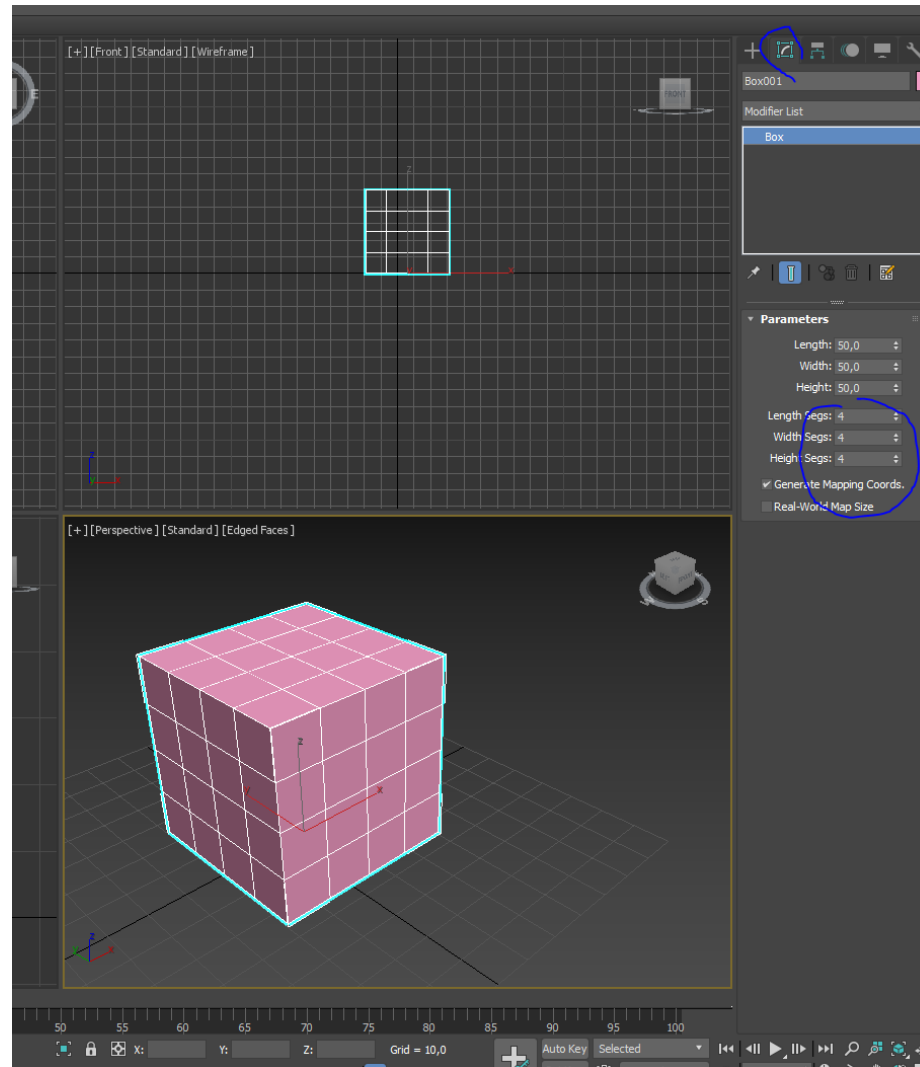 [+] [Front] [Standard] [Wireframe]
E
FRONT
z
x
z
y x
Box001
Modifier List
Box
Parameters
Length: 50,0
Width: 50,0
Height: 50,0
Length Segs: 4
Width Segs: 4
Height Segs: 4
Generate Mapping Coords.
Real-World Map Size
[+] [Perspective] [Standard] [Edged Faces]
z
y x
z
y x
50 55 60 65 70 75 80 85 90 95 100
X: Y: Z: Grid = 10,0 Auto Key Selected